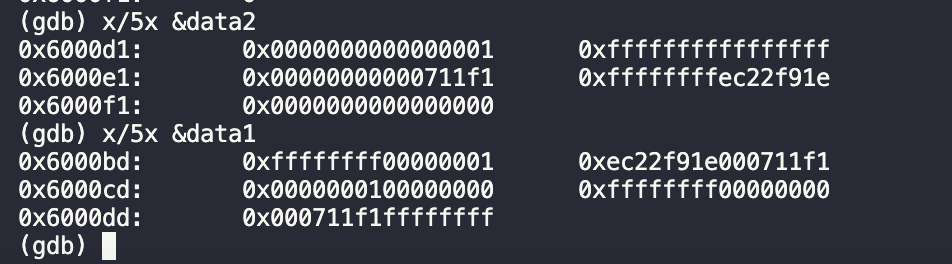 (gdb) x/5x &data2
0x6000d1: 0x0000000000000001 0xffffffffffffffff
0x6000e1: 0x00000000000711f1 0xffffffffec22f91e
0x6000f1: 0x0000000000000000
(gdb) x/5x &data1
0x6000bd: 0xffffffff00000001 0xec22f91e000711f1
0x6000cd: 0x0000000100000000 0xffffffff00000000
0x6000dd: 0x000711f1ffffffff
(gdb)